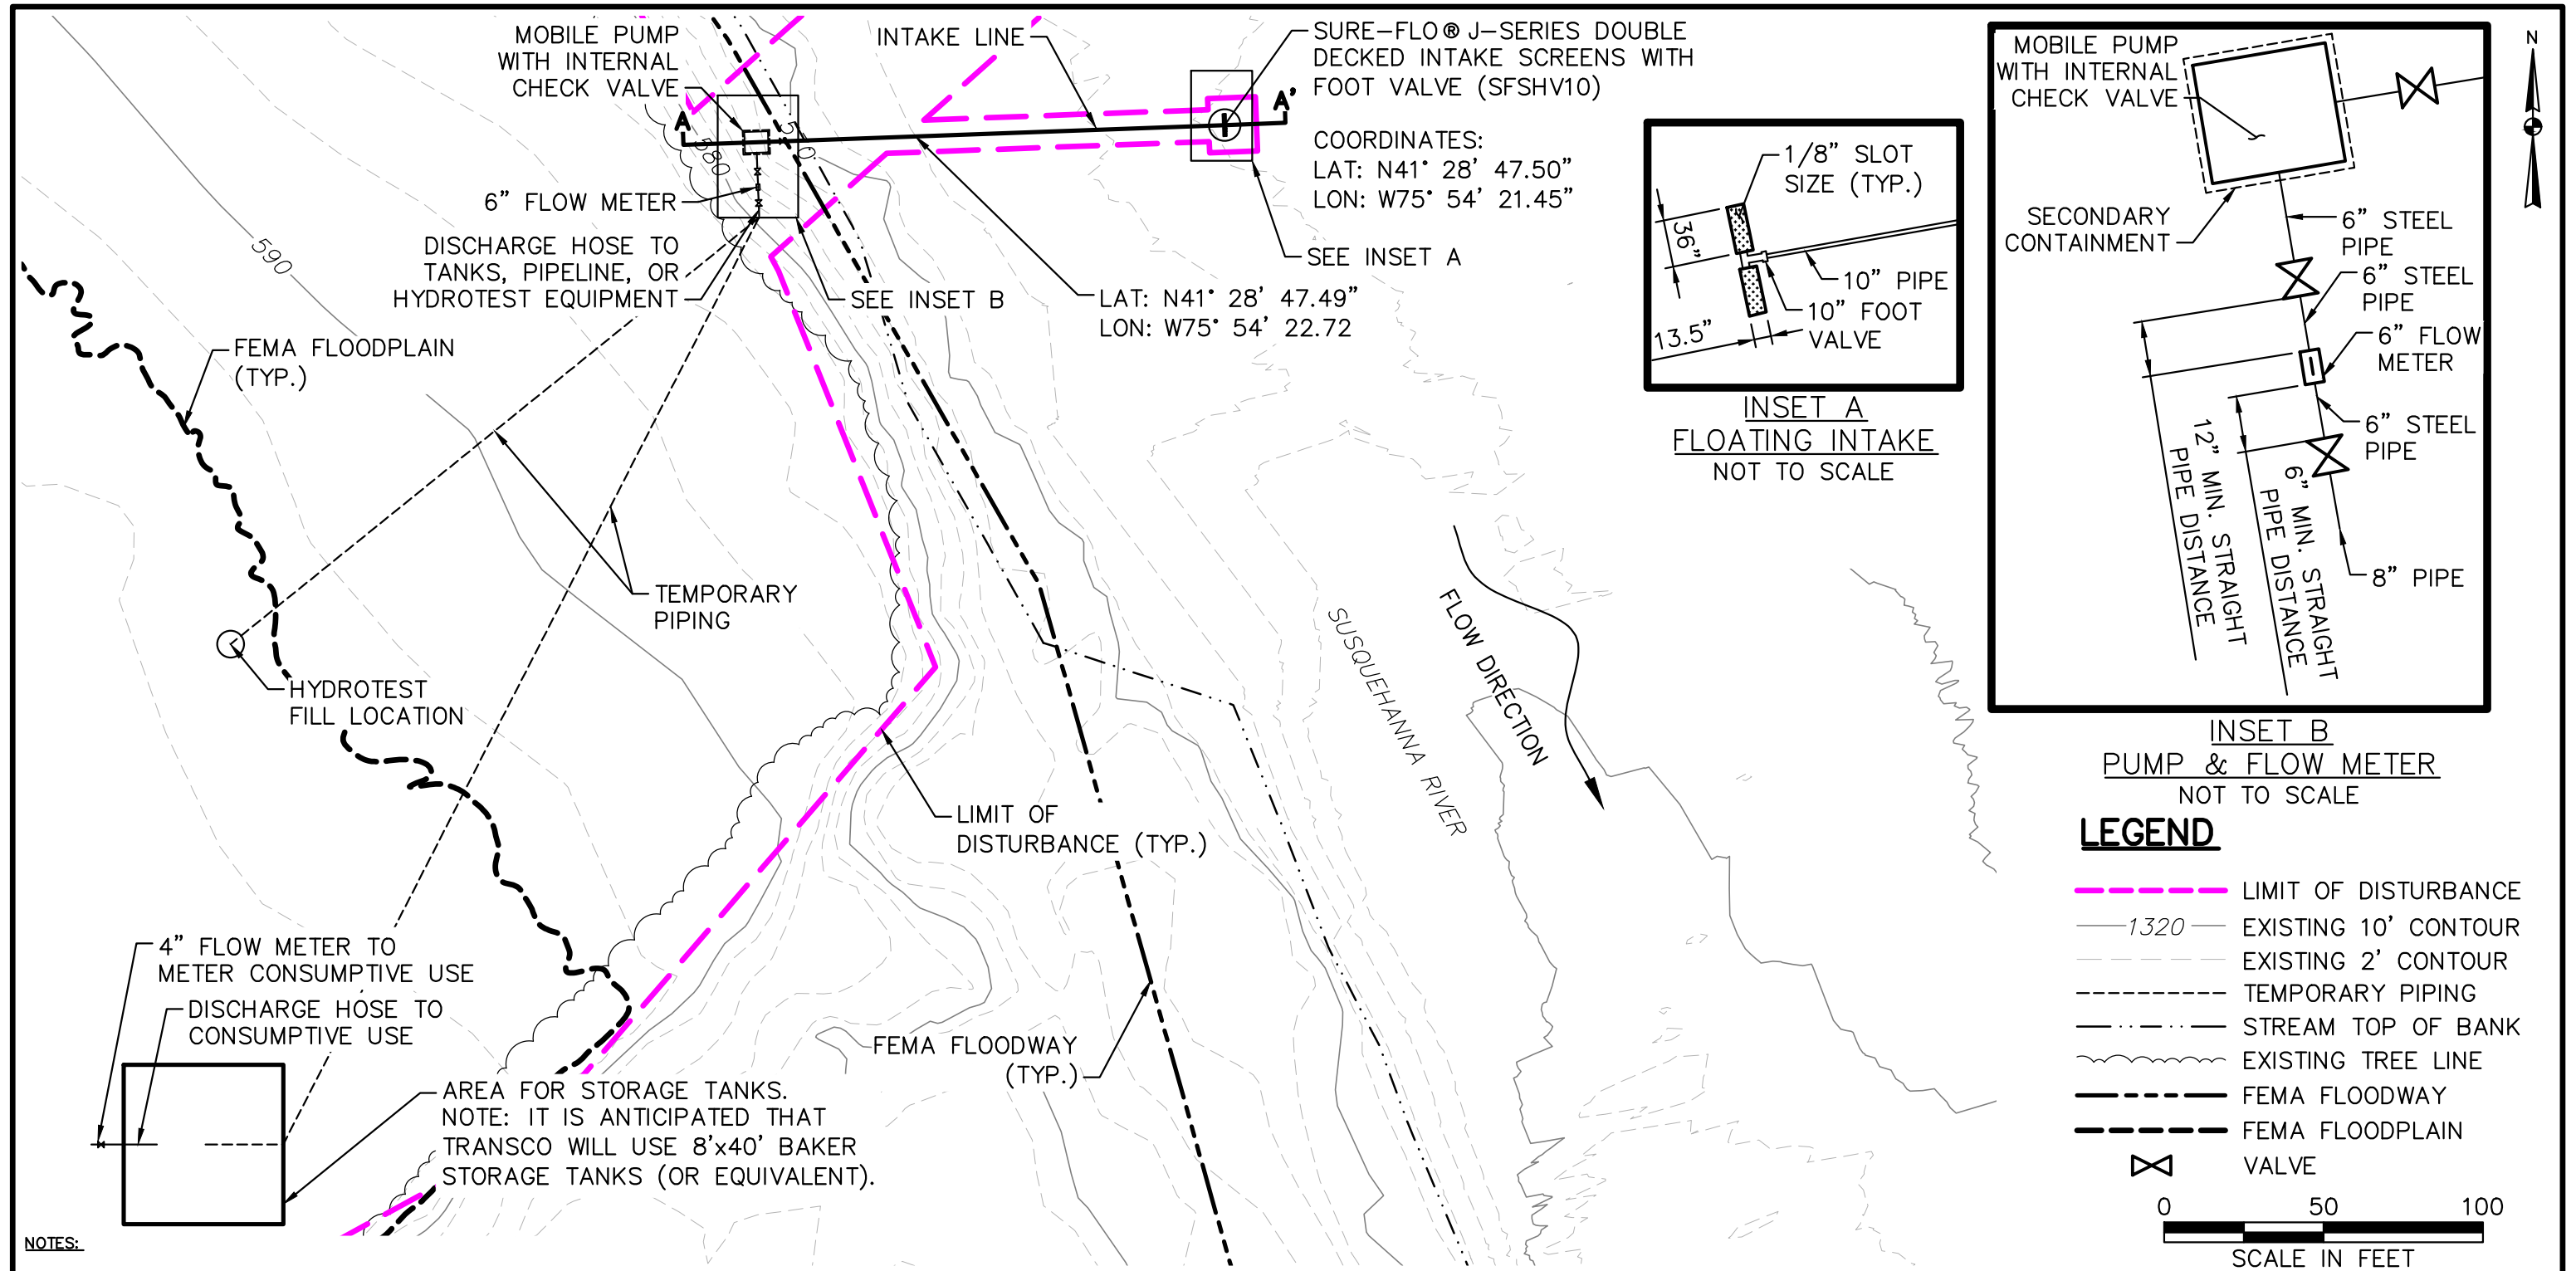 MOBILE PUMP
WITH INTERNAL
CHECK VALVE
INTAKE LINE
SURE-FLO® J-SERIES DOUBLE
DECKED INTAKE SCREENS WITH
FOOT VALVE (SFSHV10)
COORDINATES:
LAT: N41° 28' 47.50"
LON: W75° 54' 21.45"
A
A'
580
570
6" FLOW METER
DISCHARGE HOSE TO
TANKS, PIPELINE, OR
HYDROTEST EQUIPMENT
SEE INSET A
SEE INSET B
LAT: N41° 28' 47.49"
LON: W75° 54' 22.72
590
FEMA FLOODPLAIN
(TYP.)
TEMPORARY
PIPING
HYDROTEST
FILL LOCATION
LIMIT OF
DISTURBANCE (TYP.)
SUSQUEHANNA RIVER
FLOW DIRECTION
4" FLOW METER TO
METER CONSUMPTIVE USE
DISCHARGE HOSE TO
CONSUMPTIVE USE
FEMA FLOODWAY
(TYP.)
AREA FOR STORAGE TANKS.
NOTE: IT IS ANTICIPATED THAT
TRANSCO WILL USE 8'x40' BAKER
STORAGE TANKS (OR EQUIVALENT).
NOTES:
1/8" SLOT
SIZE (TYP.)
36"
10" PIPE
10" FOOT
VALVE
13.5"
INSET A
FLOATING INTAKE
NOT TO SCALE
MOBILE PUMP
WITH INTERNAL
CHECK VALVE
SECONDARY
CONTAINMENT
6" STEEL
PIPE
6" STEEL
PIPE
6" FLOW
METER
6" STEEL
PIPE
12" MIN. STRAIGHT
PIPE DISTANCE
6" MIN. STRAIGHT
PIPE DISTANCE
8" PIPE
INSET B
PUMP & FLOW METER
NOT TO SCALE
N
LEGEND
LIMIT OF DISTURBANCE
1320
EXISTING 10' CONTOUR
EXISTING 2' CONTOUR
TEMPORARY PIPING
STREAM TOP OF BANK
EXISTING TREE LINE
FEMA FLOODWAY
FEMA FLOODPLAIN
VALVE
0 50 100
SCALE IN FEET